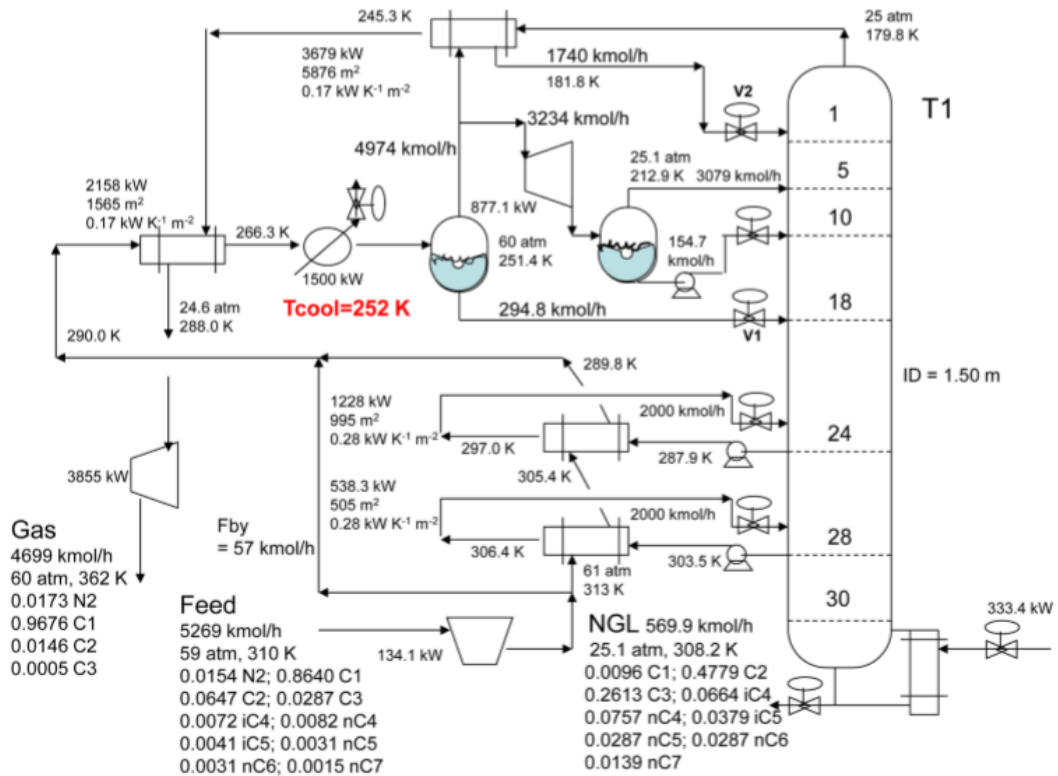 245.3 K
25 atm
179.8 K
3679 kW
5876 m²
0.17 kW K⁻¹ m⁻²
1740 kmol/h
181.8 K
V2
1
T1
3234 kmol/h
4974 kmol/h
25.1 atm
212.9 K
3079 kmol/h
5
2158 kW
1565 m²
0.17 kW K⁻¹ m⁻²
877.1 kW
10
266.3 K
60 atm
251.4 K
154.7
kmol/h
1500 kW
Tcool=252 K
294.8 kmol/h
18
V1
24.6 atm
288.0 K
290.0 K
289.8 K
ID = 1.50 m
1228 kW
995 m²
0.28 kW K⁻¹ m⁻²
2000 kmol/h
24
297.0 K
287.9 K
305.4 K
3855 kW
538.3 kW
505 m²
0.28 kW K⁻¹ m⁻²
2000 kmol/h
28
306.4 K
303.5 K
61 atm
313 K
Fby
= 57 kmol/h
30
333.4 kW
Gas
4699 kmol/h
60 atm, 362 K
0.0173 N2
0.9676 C1
0.0146 C2
0.0005 C3
Feed
5269 kmol/h
59 atm, 310 K
0.0154 N2; 0.8640 C1
0.0647 C2; 0.0287 C3
0.0072 iC4; 0.0082 nC4
0.0041 iC5; 0.0031 nC5
0.0031 nC6; 0.0015 nC7
134.1 kW
NGL 569.9 kmol/h
25.1 atm, 308.2 K
0.0096 C1; 0.4779 C2
0.2613 C3; 0.0664 iC4
0.0757 nC4; 0.0379 iC5
0.0287 nC5; 0.0287 nC6
0.0139 nC7